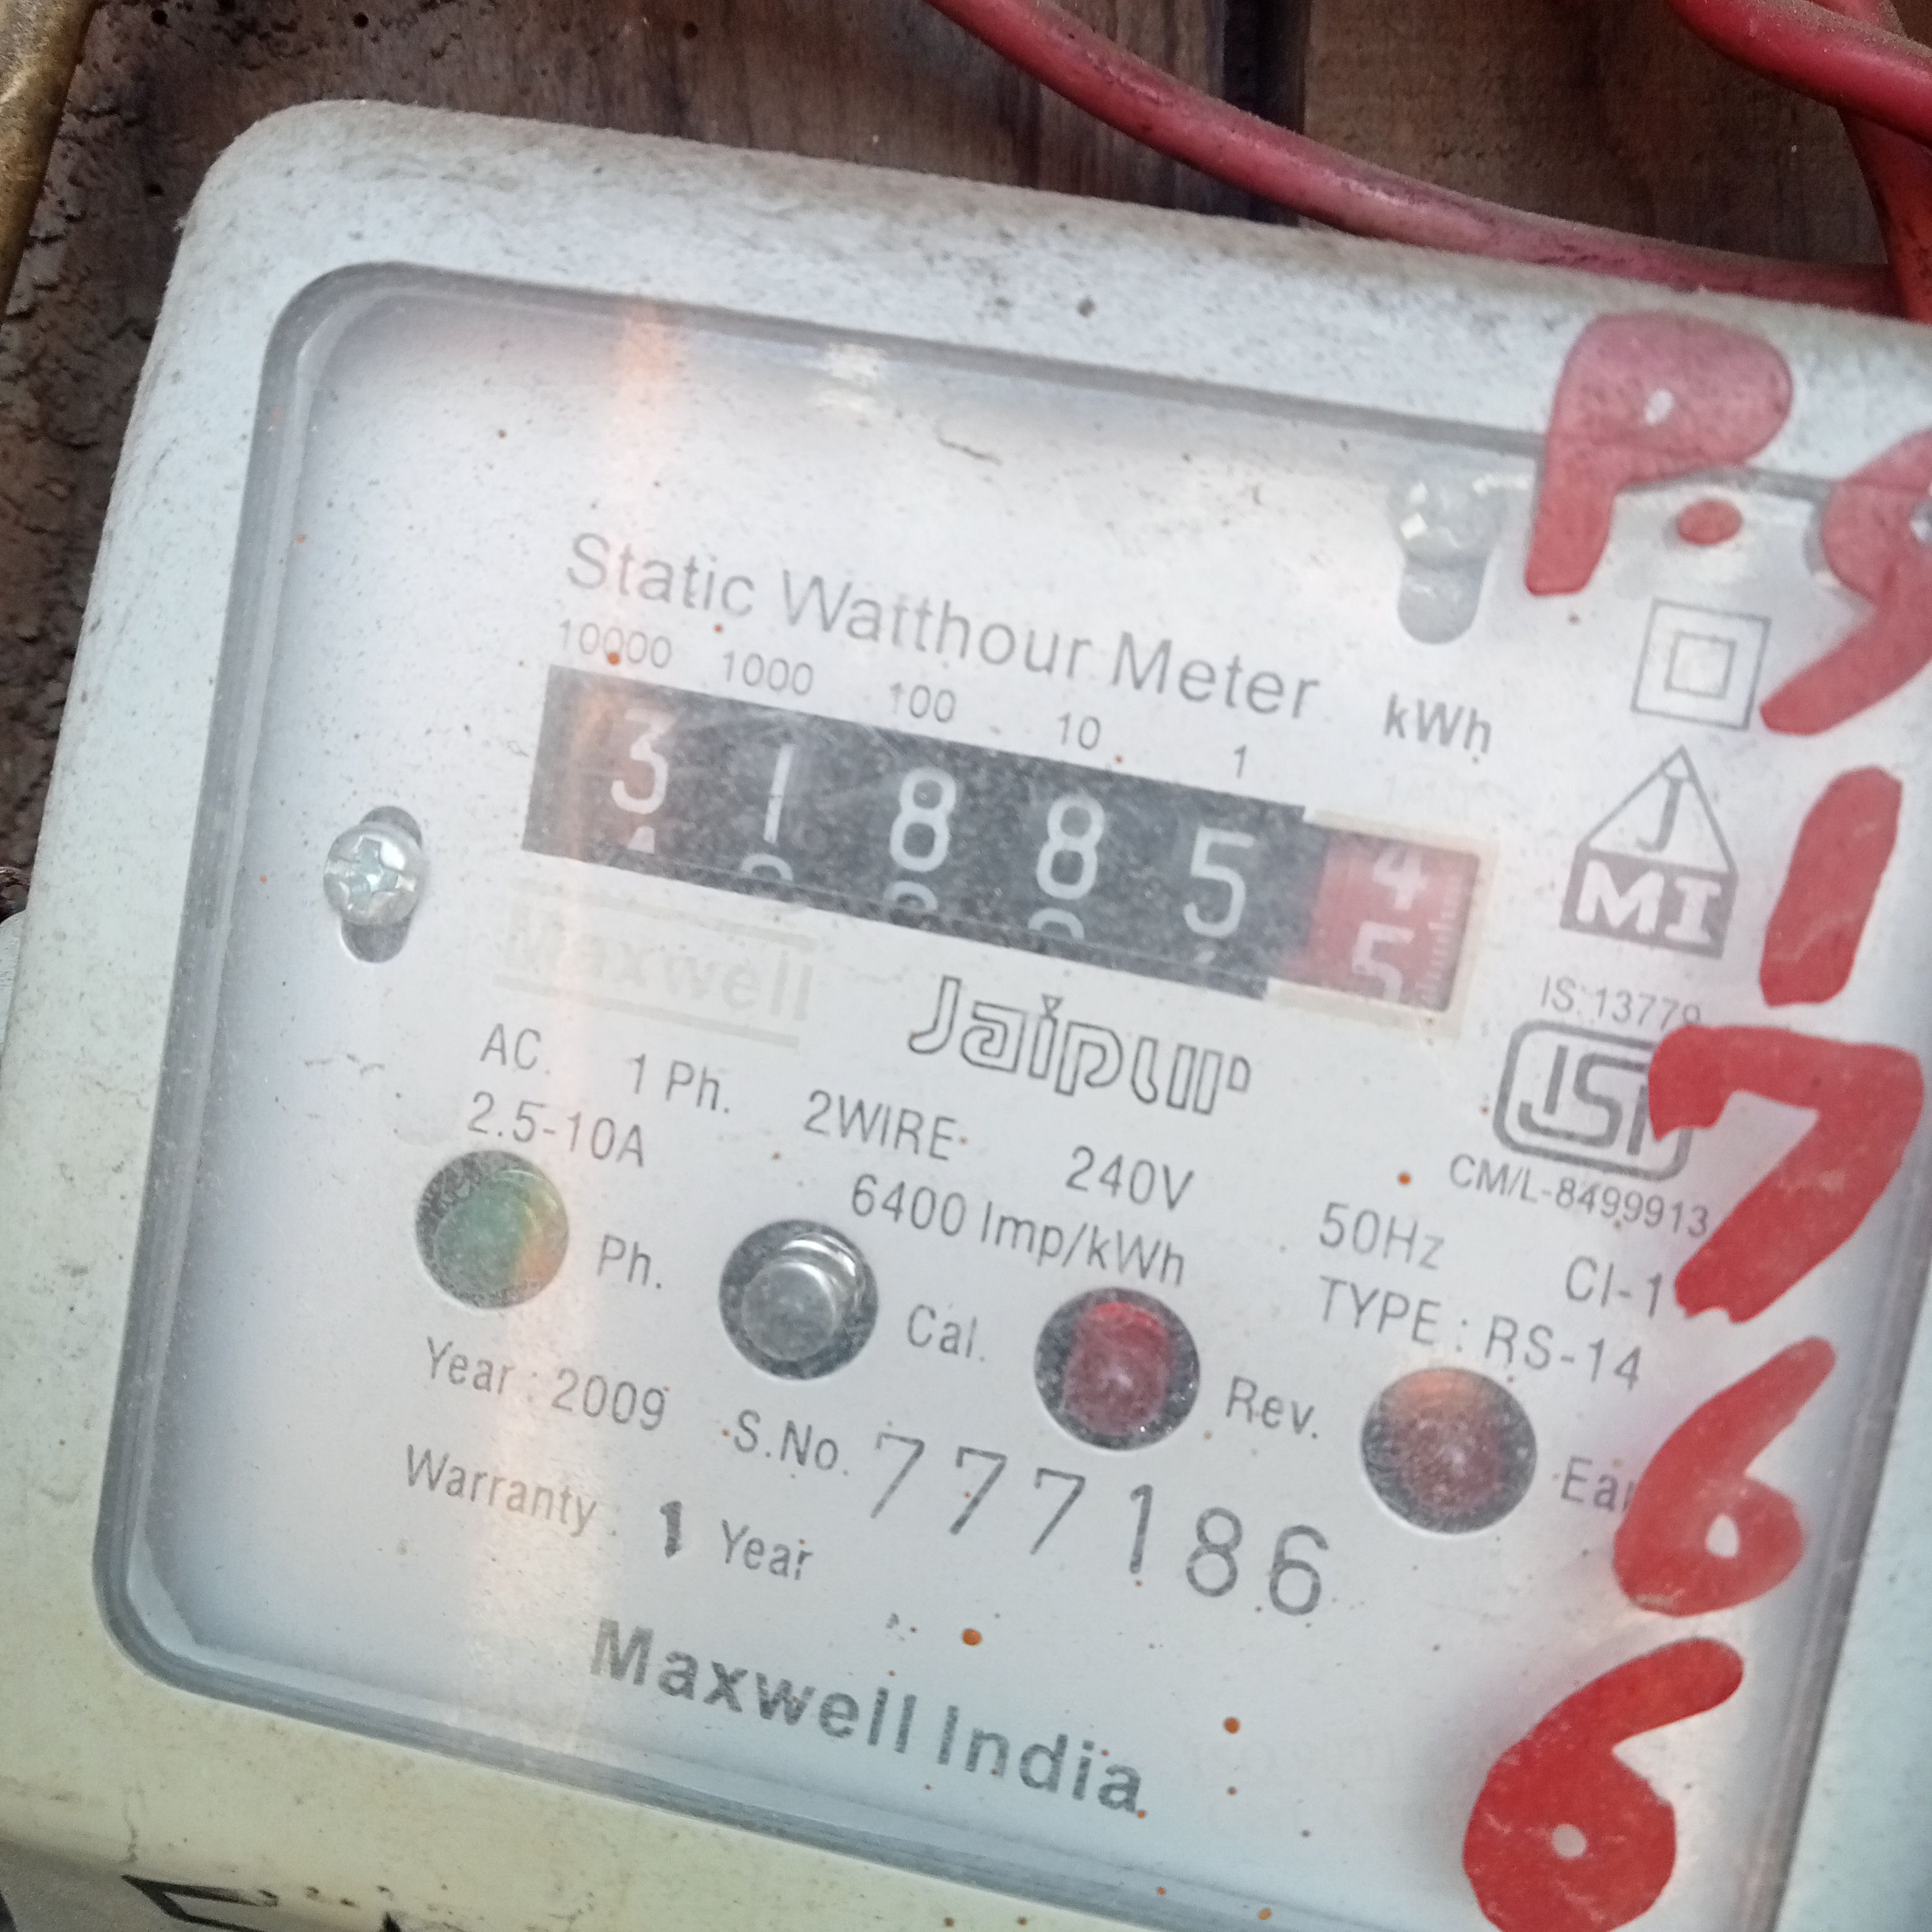 Static Watthour Meter
10000 1000 100 10 1 kWh
3 1 8 8 5 4
5
Maxwell
Jaipur
J
MI
IS:13779
ISI
CM/L-8499913
AC. 1 Ph. 2WIRE 240V 50Hz Cl-1
2.5-10A 6400 Imp/kWh TYPE : RS-14
Ph. Cal. Rev.
Year : 2009 S.No. 777186
Warranty : 1 Year
Maxwell India
P.9
1
7
6
6